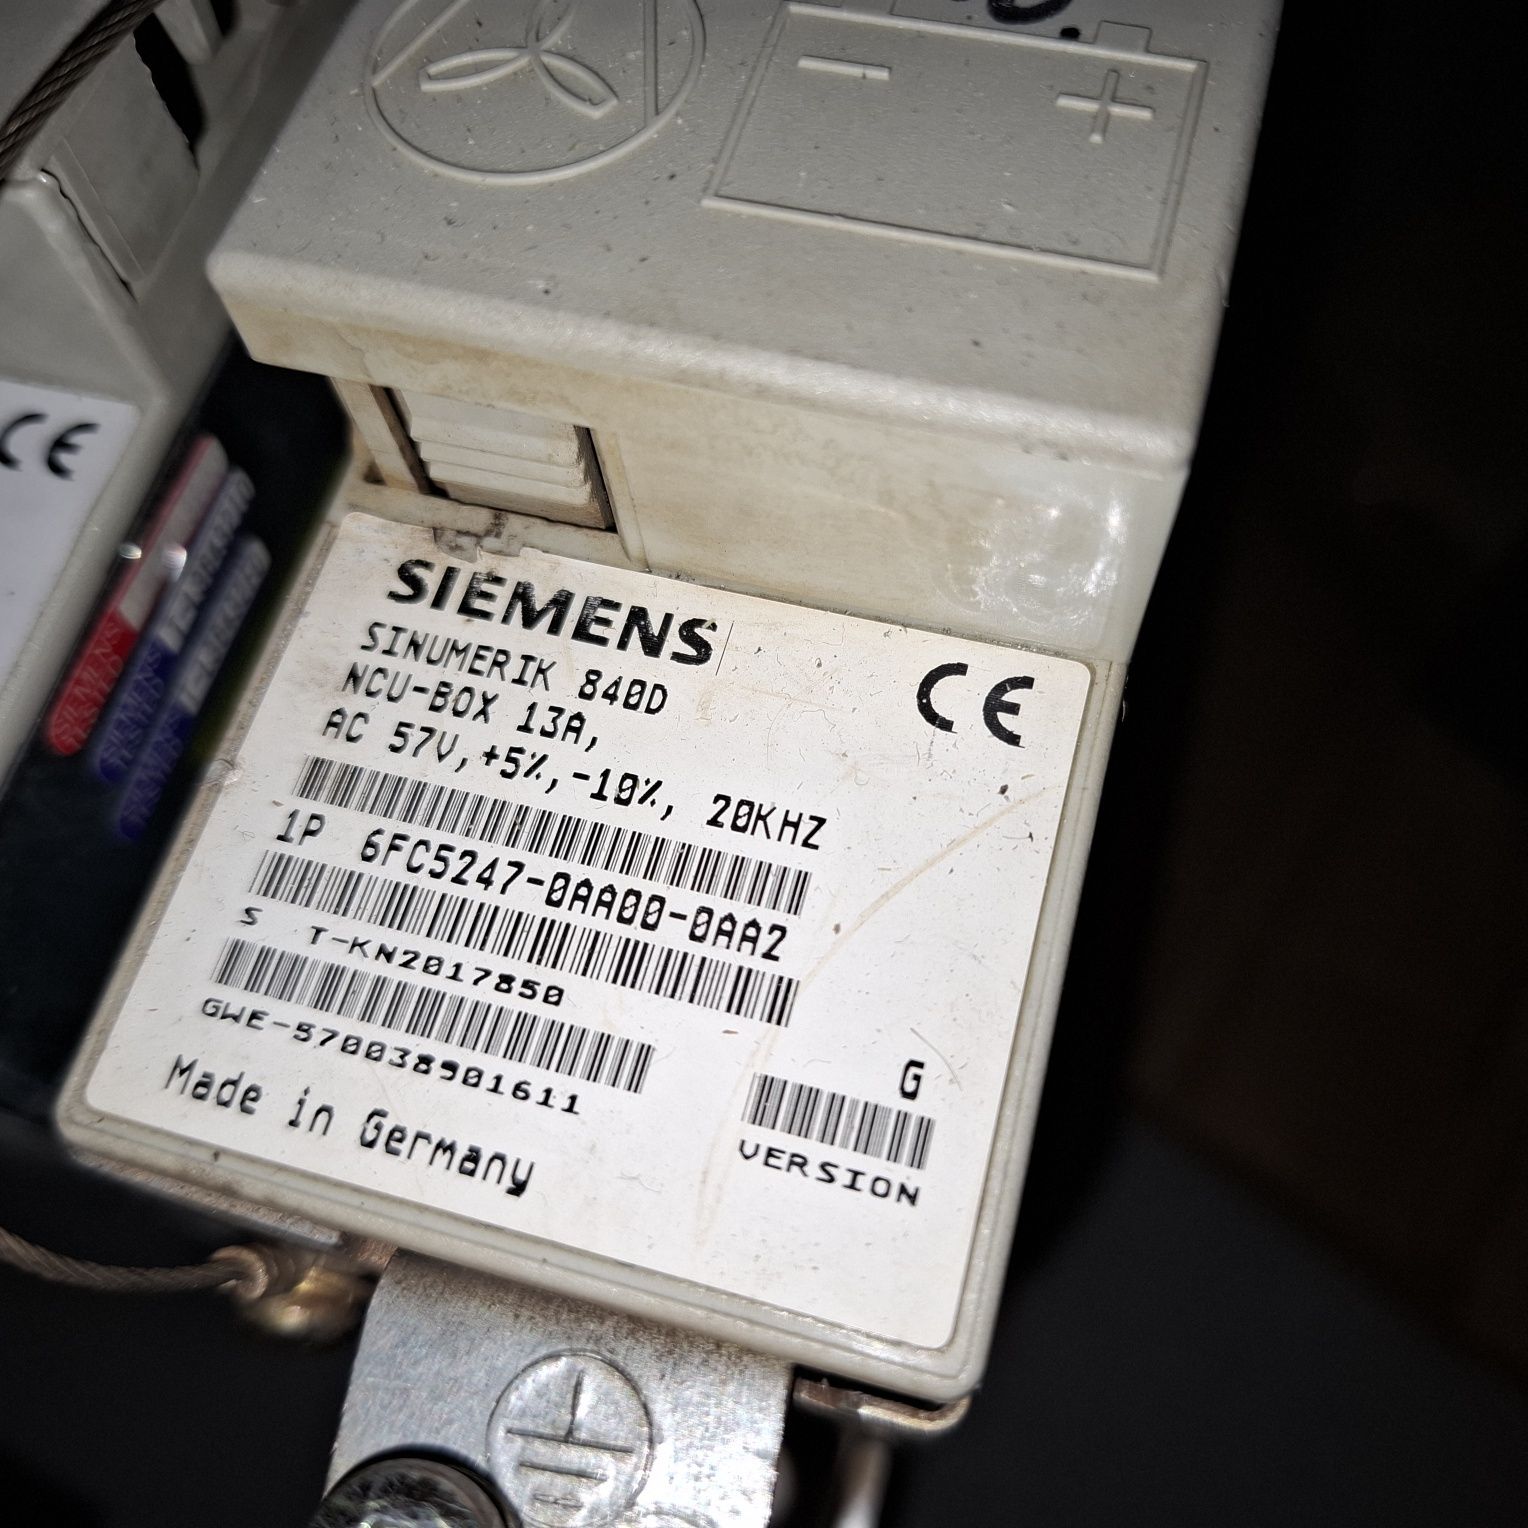 SIEMENS
SINUMERIK 840D
NCU-BOX 13A,
AC 57V,+5%,-10%, 20KHZ
1P 6FC5247-0AA00-0AA2
S T-KN2017850
GWE-570038901611
Made in Germany
G
VERSION
CE
CE
SIEMENS